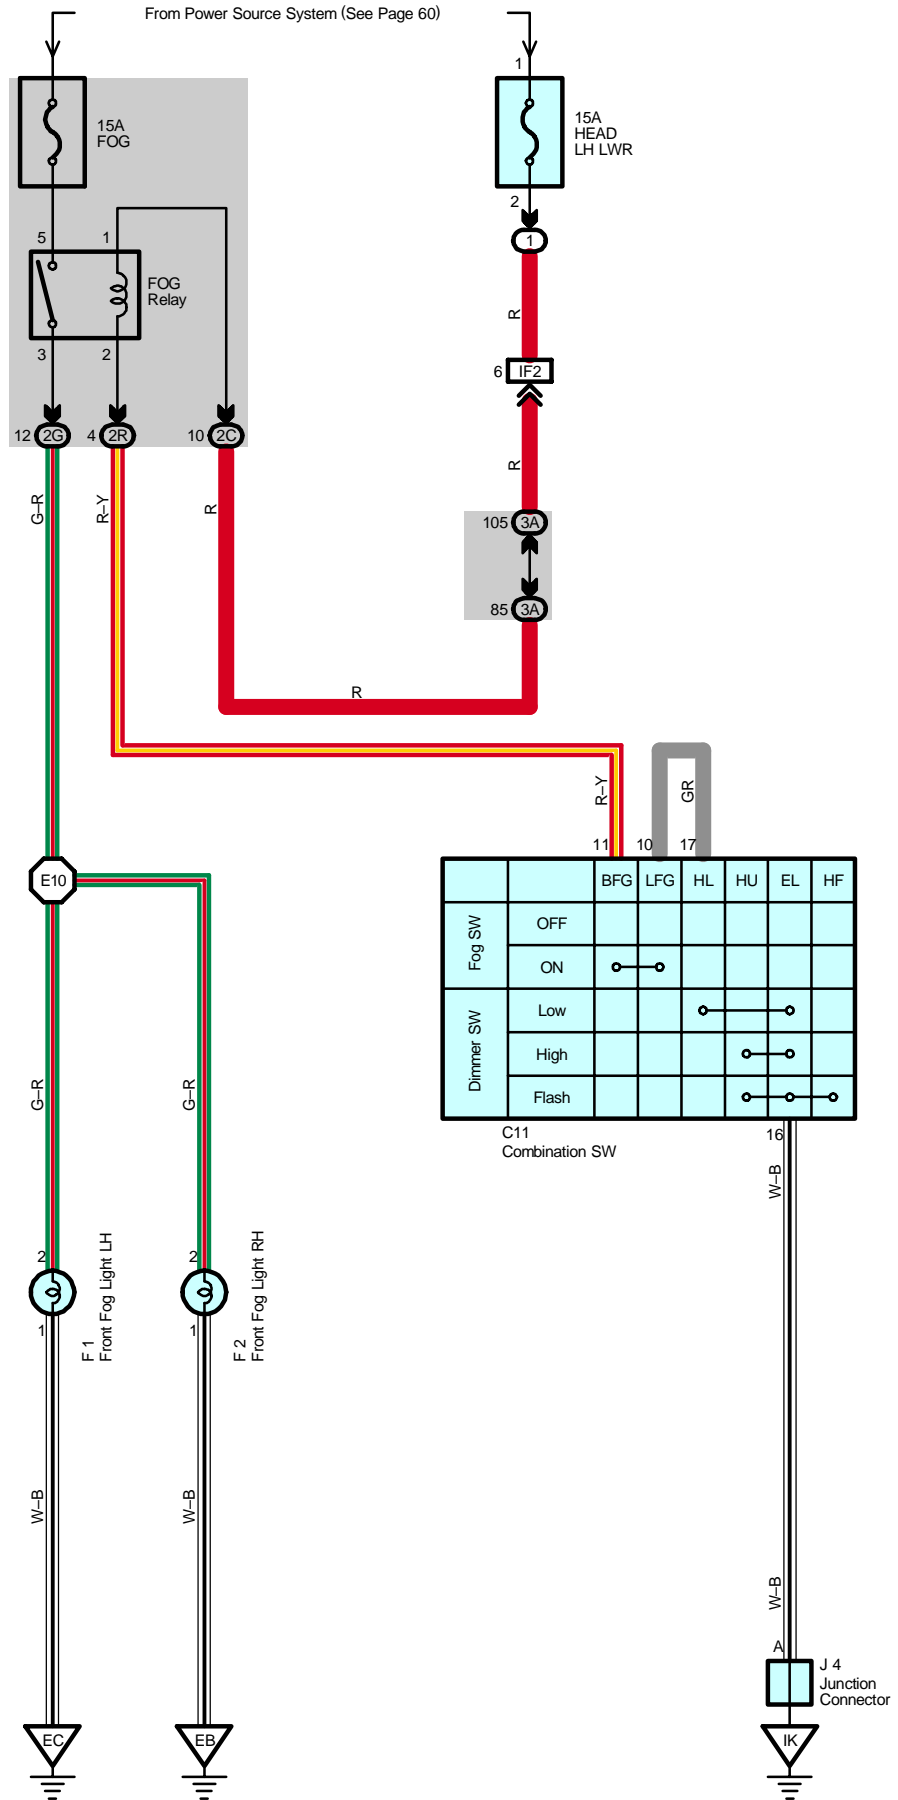 From Power Source System (See Page 60)
1
15A
FOG
15A
HEAD
LH LWR
2
1
5
1
FOG
Relay
3
2
R
6
IF2
12
2G
4
2R
10
2C
R
G–R
R–Y
R
105
3A
85
3A
R
R–Y
GR
11
10
17
E10
BFG
LFG
HL
HU
EL
HF
Fog SW
OFF
ON
Dimmer SW
Low
High
Flash
G–R
G–R
C11
Combination SW
16
W–B
2
2
F 1
Front Fog Light LH
F 2
Front Fog Light RH
1
1
W–B
W–B
W–B
A
J 4
Junction
Connector
EC
EB
IK